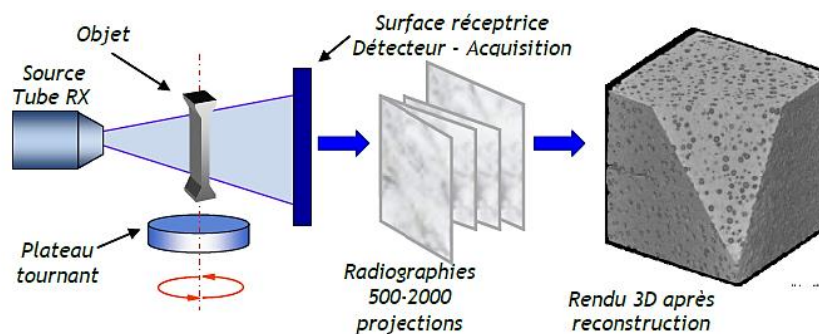 Objet
Source
Tube RX
Surface réceptrice
Détecteur - Acquisition
Plateau
tournant
Radiographies
500-2000
projections
Rendu 3D après
reconstruction